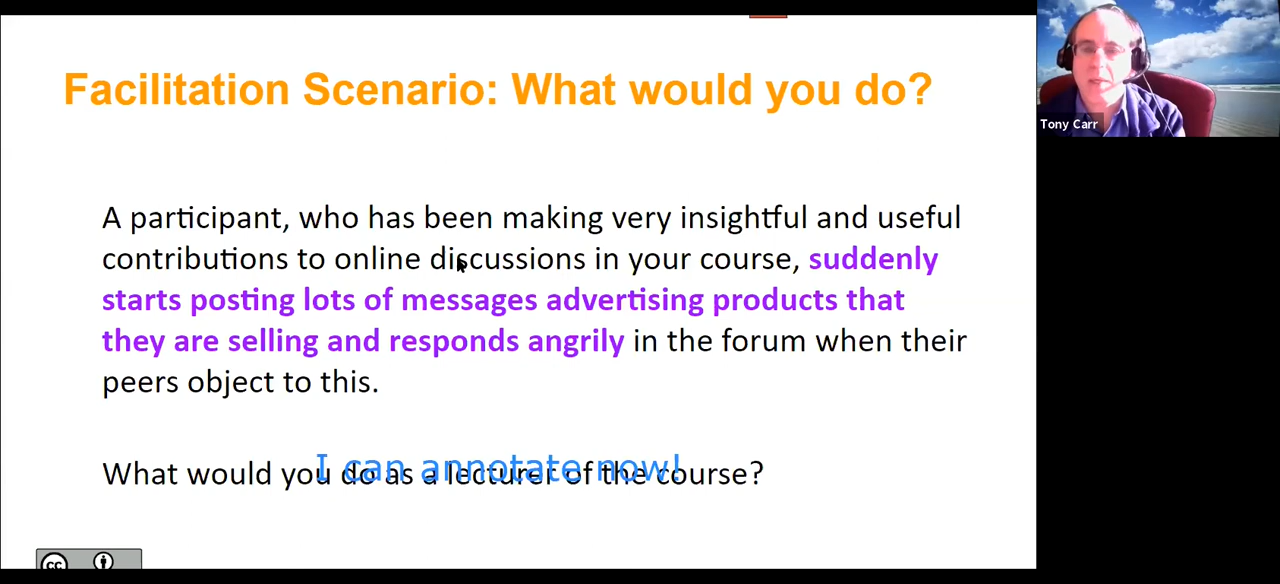 Facilitation Scenario: What would you do?
Tony Carr
A participant, who has been making very insightful and useful
contributions to online discussions in your course, suddenly
starts posting lots of messages advertising products that
they are selling and responds angrily in the forum when their
peers object to this.
I can annotate now!
What would you do as a lecturer of the course?
cc